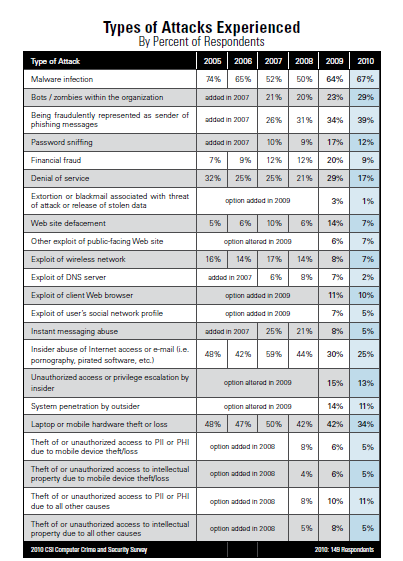 Types of Attacks Experienced
By Percent of Respondents
Type of Attack 2005 2006 2007 2008 2009 2010
Malware infection 74% 65% 52% 50% 64% 67%
Bots / zombies within the organization added in 2007 21% 20% 23% 29%
Being fraudulently represented as sender of
phishing messages added in 2007 26% 31% 34% 39%
Password sniffing added in 2007 10% 9% 17% 12%
Financial fraud 7% 9% 12% 12% 20% 9%
Denial of service 32% 25% 25% 21% 29% 17%
Extortion or blackmail associated with threat
of attack or release of stolen data option added in 2009 3% 1%
Web site defacement 5% 6% 10% 6% 14% 7%
Other exploit of public-facing Web site option altered in 2009 6% 7%
Exploit of wireless network 16% 14% 17% 14% 8% 7%
Exploit of DNS server added in 2007 6% 8% 7% 2%
Exploit of client Web browser option added in 2009 11% 10%
Exploit of user's social network profile option added in 2009 7% 5%
Instant messaging abuse added in 2007 25% 21% 8% 5%
Insider abuse of Internet access or e-mail (i.e.
pornography, pirated software, etc.) 48% 42% 59% 44% 30% 25%
Unauthorized access or privilege escalation by
insider option altered in 2009 15% 13%
System penetration by outsider option altered in 2009 14% 11%
Laptop or mobile hardware theft or loss 48% 47% 50% 42% 42% 34%
Theft of or unauthorized access to PII or PHI
due to mobile device theft/loss option added in 2008 8% 6% 5%
Theft of or unauthorized access to intellectual
property due to mobile device theft/loss option added in 2008 4% 6% 5%
Theft of or unauthorized access to PII or PHI
due to all other causes option added in 2008 8% 10% 11%
Theft of or unauthorized access to intellectual
property due to all other causes option added in 2008 5% 8% 5%
2010 CSI Computer Crime and Security Survey 2010: 149 Respondents